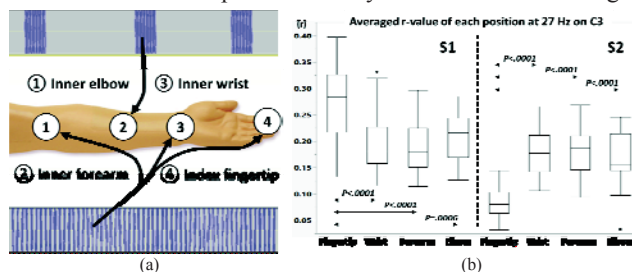 [r]
Averaged r-value of each position at 27 Hz on C3
S1
S2
0.40
0.35
0.30
0.25
0.20
0.15
0.10
0.05
P<.0001
P<.0001
P<.0001
P<.0001
P<.0001
P=.0006
Fingertip Wrist Forearm Elbow Fingertip Wrist Forearm Elbow
① Inner elbow ③ Inner wrist
1 2 3 4
② Inner forearm ④ Index fingertip
(a) (b)